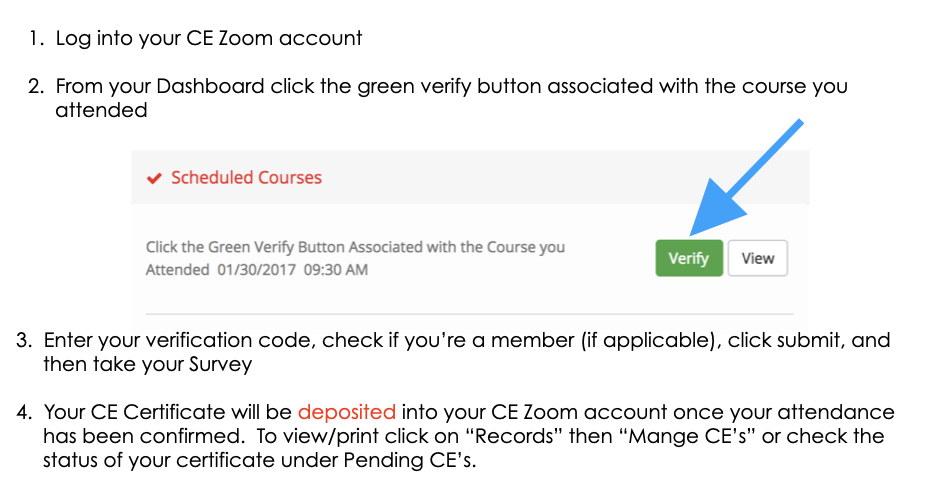 1. Log into your CE Zoom account
2. From your Dashboard click the green verify button associated with the course you
attended
Scheduled Courses
Click the Green Verify Button Associated with the Course you
Attended 01/30/2017 09:30 AM
Verify
View
3. Enter your verification code, check if you’re a member (if applicable), click submit, and
then take your Survey
4. Your CE Certificate will be deposited into your CE Zoom account once your attendance
has been confirmed. To view/print click on “Records” then “Mange CE’s” or check the
status of your certificate under Pending CE’s.